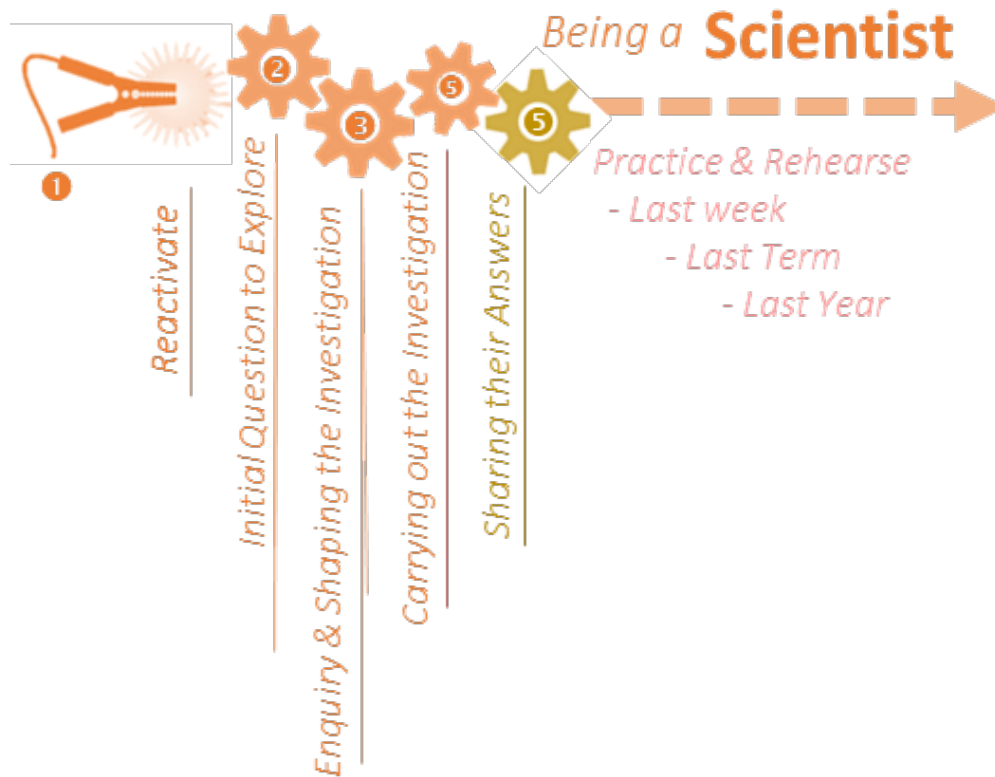 Being a Scientist
1
2
3
5
5
Practice & Rehearse
- Last week
- Last Term
- Last Year
Reactivate
Initial Question to Explore
Enquiry & Shaping the Investigation
Carrying out the Investigation
Sharing their Answers